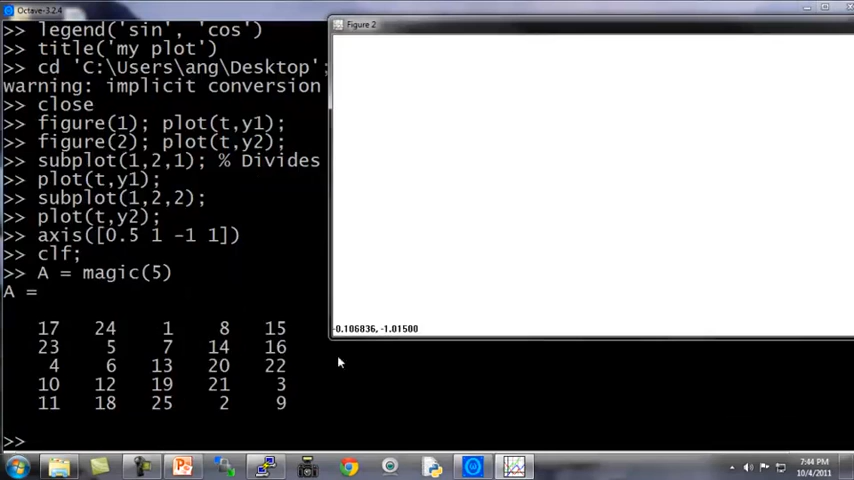 Octave-3.2.4
>> legend('sin', 'cos')
>> title('my plot')
>> cd 'C:\Users\ang\Desktop';
warning: implicit conversion
>> close
>> figure(1); plot(t,y1);
>> figure(2); plot(t,y2);
>> subplot(1,2,1); % Divides
>> plot(t,y1);
>> subplot(1,2,2);
>> plot(t,y2);
>> axis([0.5 1 -1 1])
>> clf;
>> A = magic(5)
A =
17 24 1 8 15
23 5 7 14 16
4 6 13 20 22
10 12 19 21 3
11 18 25 2 9
>>
Figure 2
-0.106836, -1.01500
7:44 PM
10/4/2011